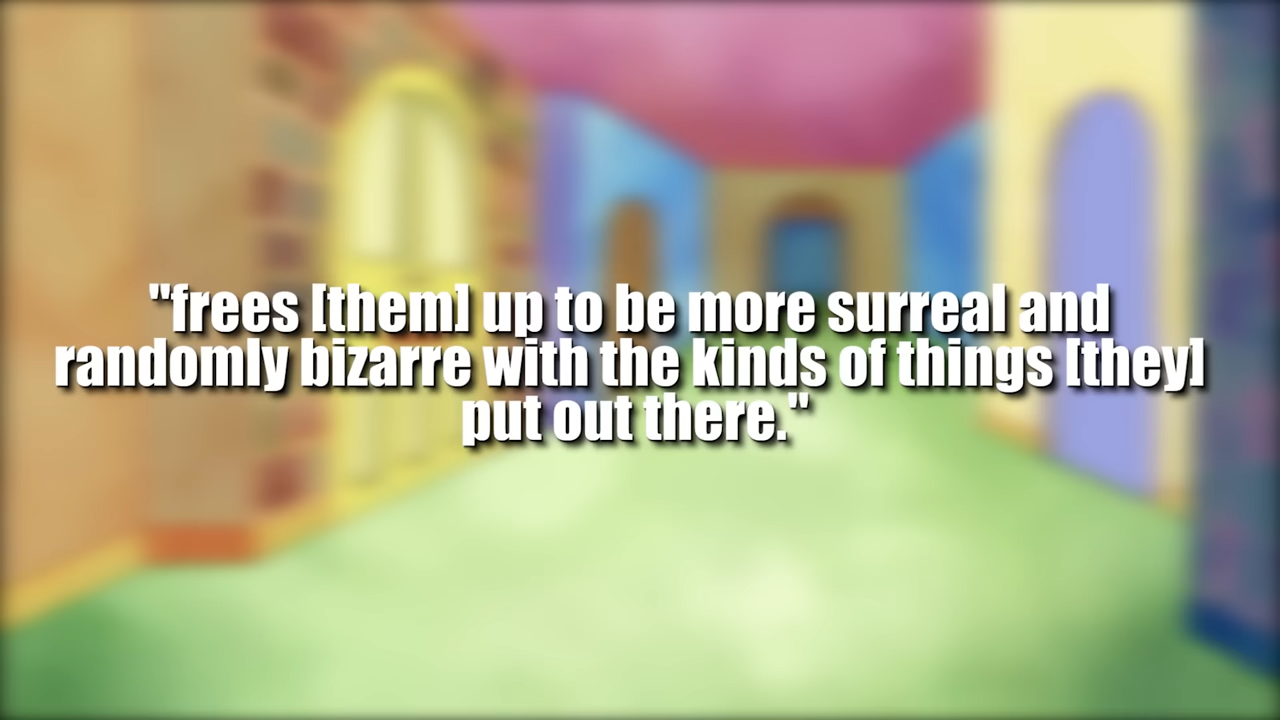 "frees [them] up to be more surreal and
randomly bizarre with the kinds of things [they]
put out there."